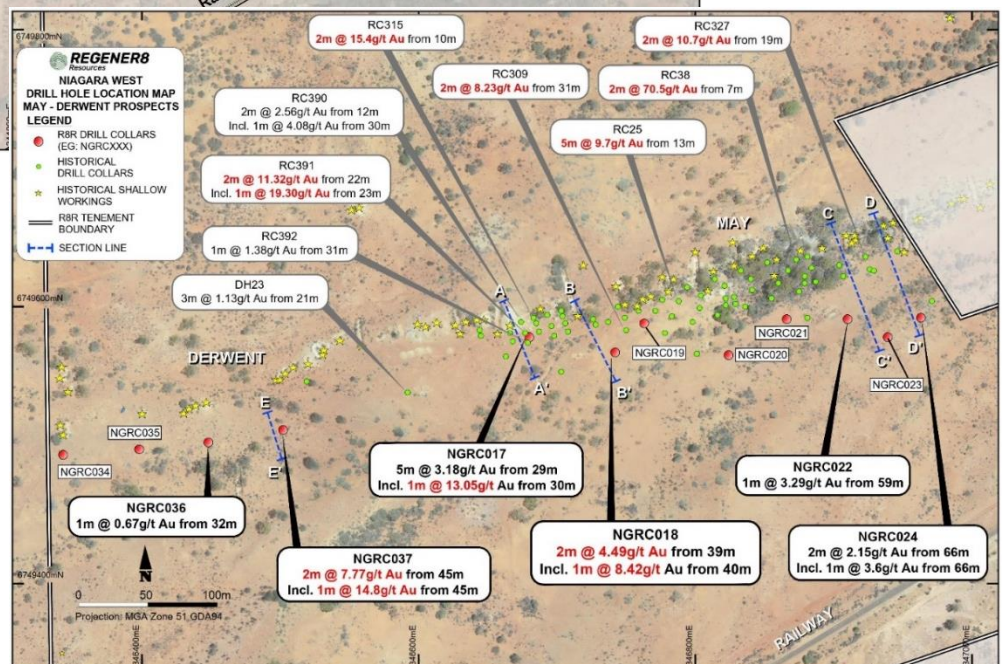 REGENER8
Resources
NIAGARA WEST
DRILL HOLE LOCATION MAP
MAY - DERWENT PROSPECTS
LEGEND
R8R DRILL COLLARS
(EG: NGRCXXX)
HISTORICAL
DRILL COLLARS
HISTORICAL SHALLOW
WORKINGS
R8R TENEMENT
BOUNDARY
SECTION LINE
6749800mN
6749600mN
6749400mN
RC315
2m @ 15.4g/t Au from 10m
RC327
2m @ 10.7g/t Au from 19m
RC309
2m @ 8.23g/t Au from 31m
RC38
2m @ 70.5g/t Au from 7m
RC390
2m @ 2.56g/t Au from 12m
Incl. 1m @ 4.08g/t Au from 30m
RC25
5m @ 9.7g/t Au from 13m
RC391
2m @ 11.32g/t Au from 22m
Incl. 1m @ 19.30g/t Au from 23m
RC392
1m @ 1.38g/t Au from 31m
DH23
3m @ 1.13g/t Au from 21m
MAY
DERWENT
A
A'
B
B'
C
C'
D
D'
E
E'
NGRC019
NGRC020
NGRC021
NGRC023
NGRC034
NGRC035
NGRC017
5m @ 3.18g/t Au from 29m
Incl. 1m @ 13.05g/t Au from 30m
NGRC022
1m @ 3.29g/t Au from 59m
NGRC036
1m @ 0.67g/t Au from 32m
NGRC018
2m @ 4.49g/t Au from 39m
Incl. 1m @ 8.42g/t Au from 40m
NGRC024
2m @ 2.15g/t Au from 66m
Incl. 1m @ 3.6g/t Au from 66m
NGRC037
2m @ 7.77g/t Au from 45m
Incl. 1m @ 14.8g/t Au from 45m
N
0 50 100m
Projection: MGA Zone 51 GDA94
RAILWAY